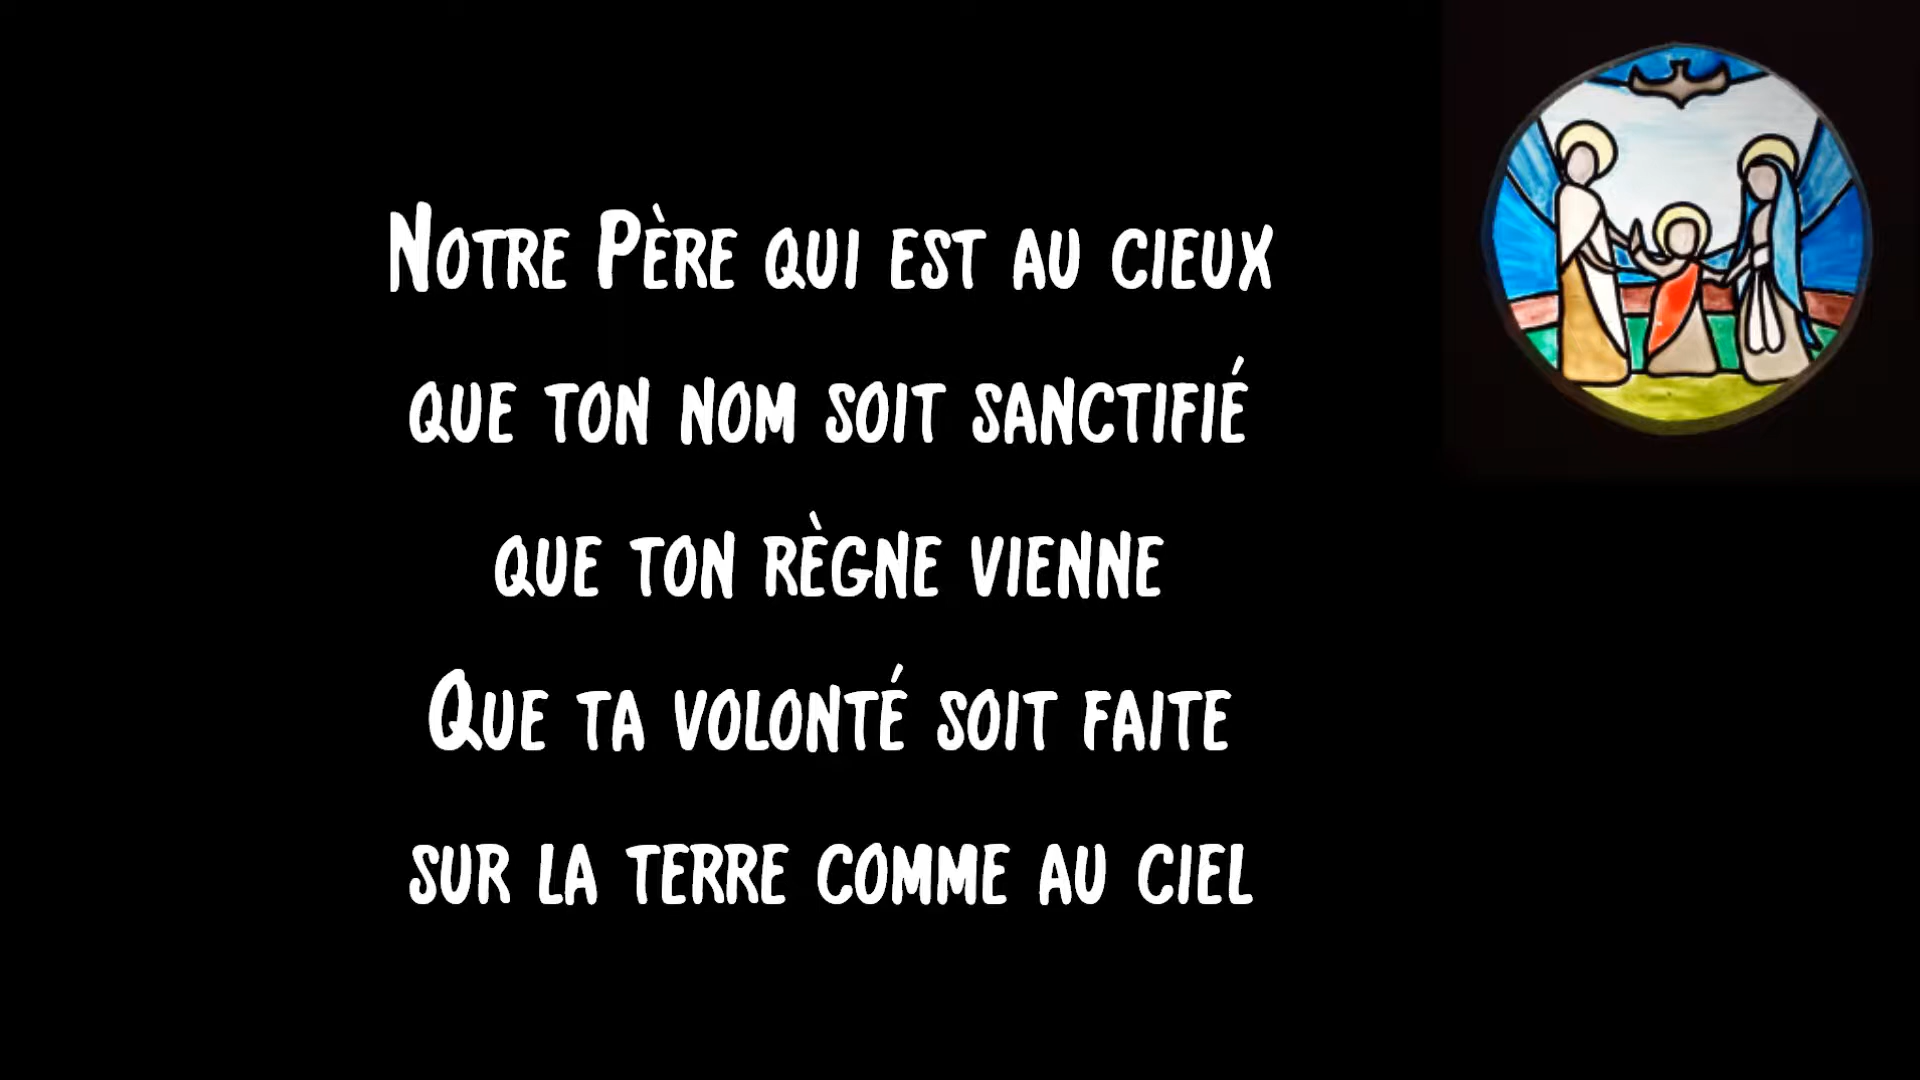 Notre Père qui est au cieux
que ton nom soit sanctifié
que ton règne vienne
Que ta volonté soit faite
sur la terre comme au ciel